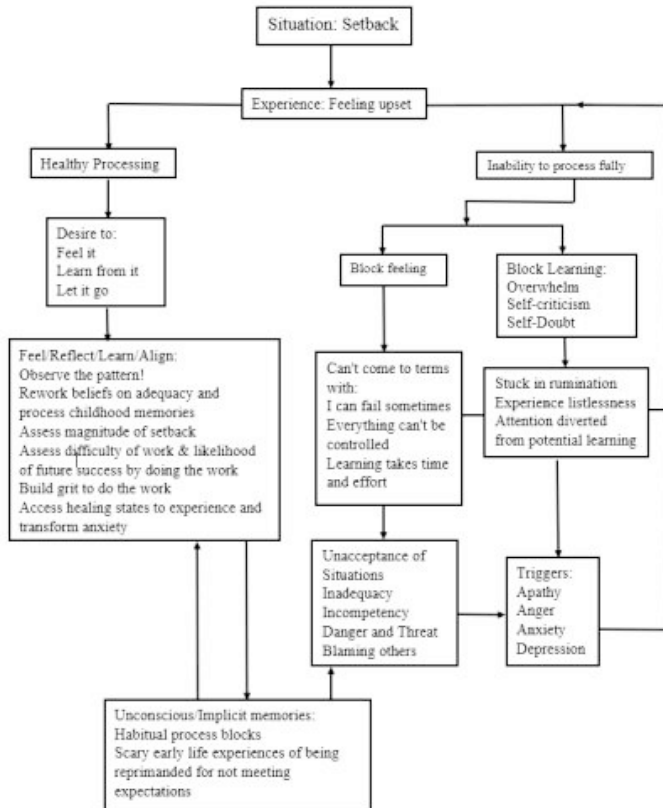 Situation: Setback
Experience: Feeling upset
Healthy Processing
Inability to process fully
Desire to:
Feel it
Learn from it
Let it go
Block feeling
Block Learning:
Overwhelm
Self-criticism
Self-Doubt
Feel/Reflect/Learn/Align:
Observe the pattern!
Rework beliefs on adequacy and
process childhood memories
Assess magnitude of setback
Assess difficulty of work & likelihood
of future success by doing the work
Build grit to do the work
Access healing states to experience and
transform anxiety
Can't come to terms
with:
I can fail sometimes
Everything can't be
controlled
Learning takes time
and effort
Stuck in rumination
Experience listlessness
Attention diverted
from potential learning
Unacceptance of
Situations
Inadequacy
Incompetency
Danger and Threat
Blaming others
Triggers:
Apathy
Anger
Anxiety
Depression
Unconscious/Implicit memories:
Habitual process blocks
Scary early life experiences of being
reprimanded for not meeting
expectations